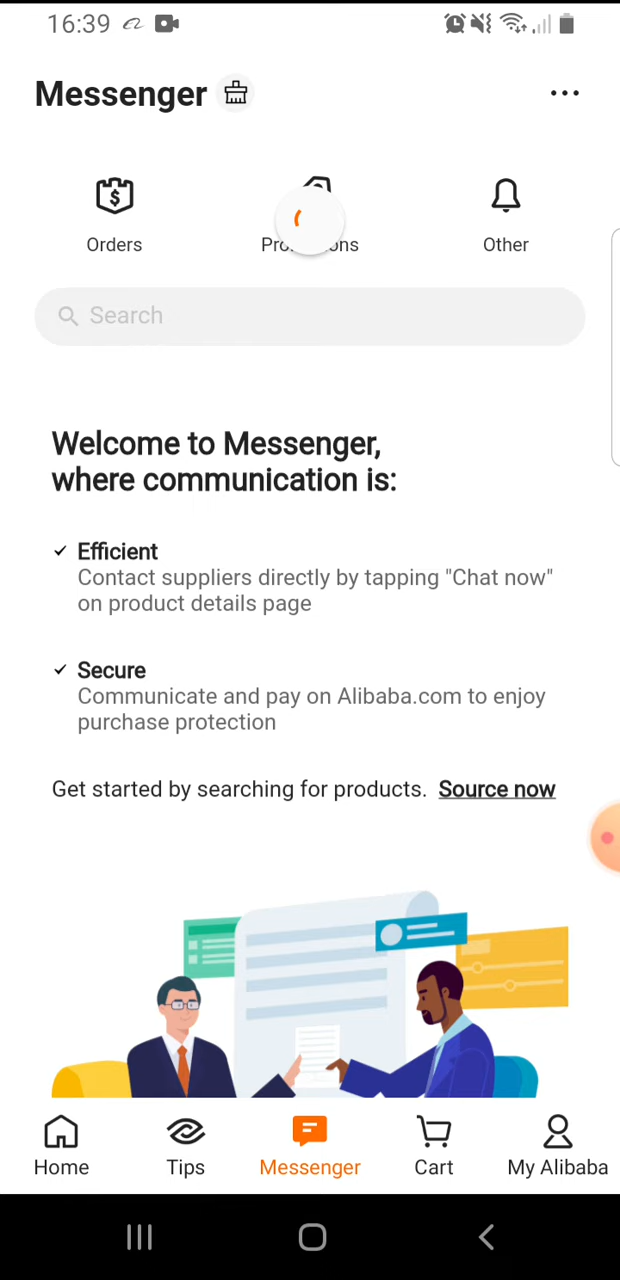 16:39
Messenger
Orders
Other
Search
Welcome to Messenger,
where communication is:
Efficient
Contact suppliers directly by tapping "Chat now"
on product details page
Secure
Communicate and pay on Alibaba.com to enjoy
purchase protection
Get started by searching for products. Source now
Home
Tips
Messenger
Cart
My Alibaba